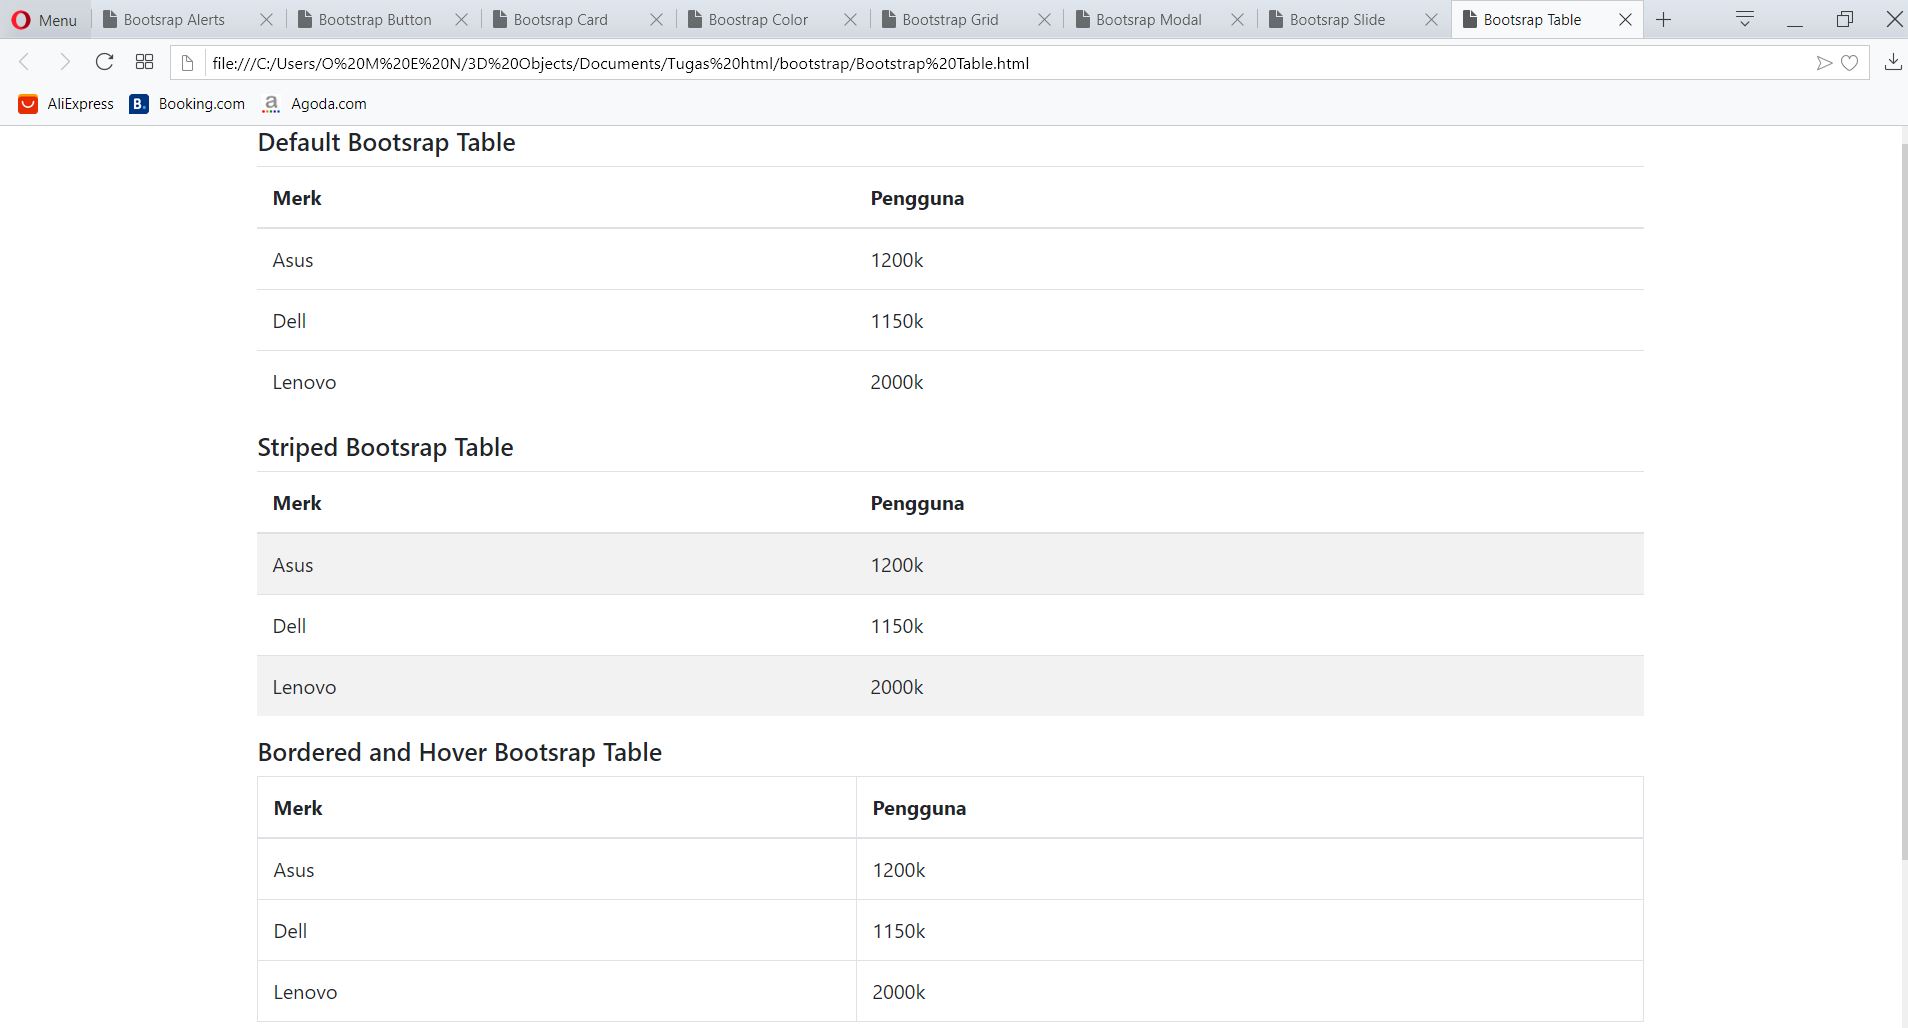 Menu Bootsrap Alerts Bootstrap Button Bootsrap Card Boostrap Color Bootstrap Grid Bootsrap Modal Bootsrap Slide Bootsrap Table
file:///C:/Users/O%20M%20E%20N/3D%20Objects/Documents/Tugas%20html/bootstrap/Bootstrap%20Table.html
AliExpress B. Booking.com a Agoda.com
Default Bootsrap Table
Merk Pengguna
Asus 1200k
Dell 1150k
Lenovo 2000k
Striped Bootsrap Table
Merk Pengguna
Asus 1200k
Dell 1150k
Lenovo 2000k
Bordered and Hover Bootsrap Table
Merk Pengguna
Asus 1200k
Dell 1150k
Lenovo 2000k